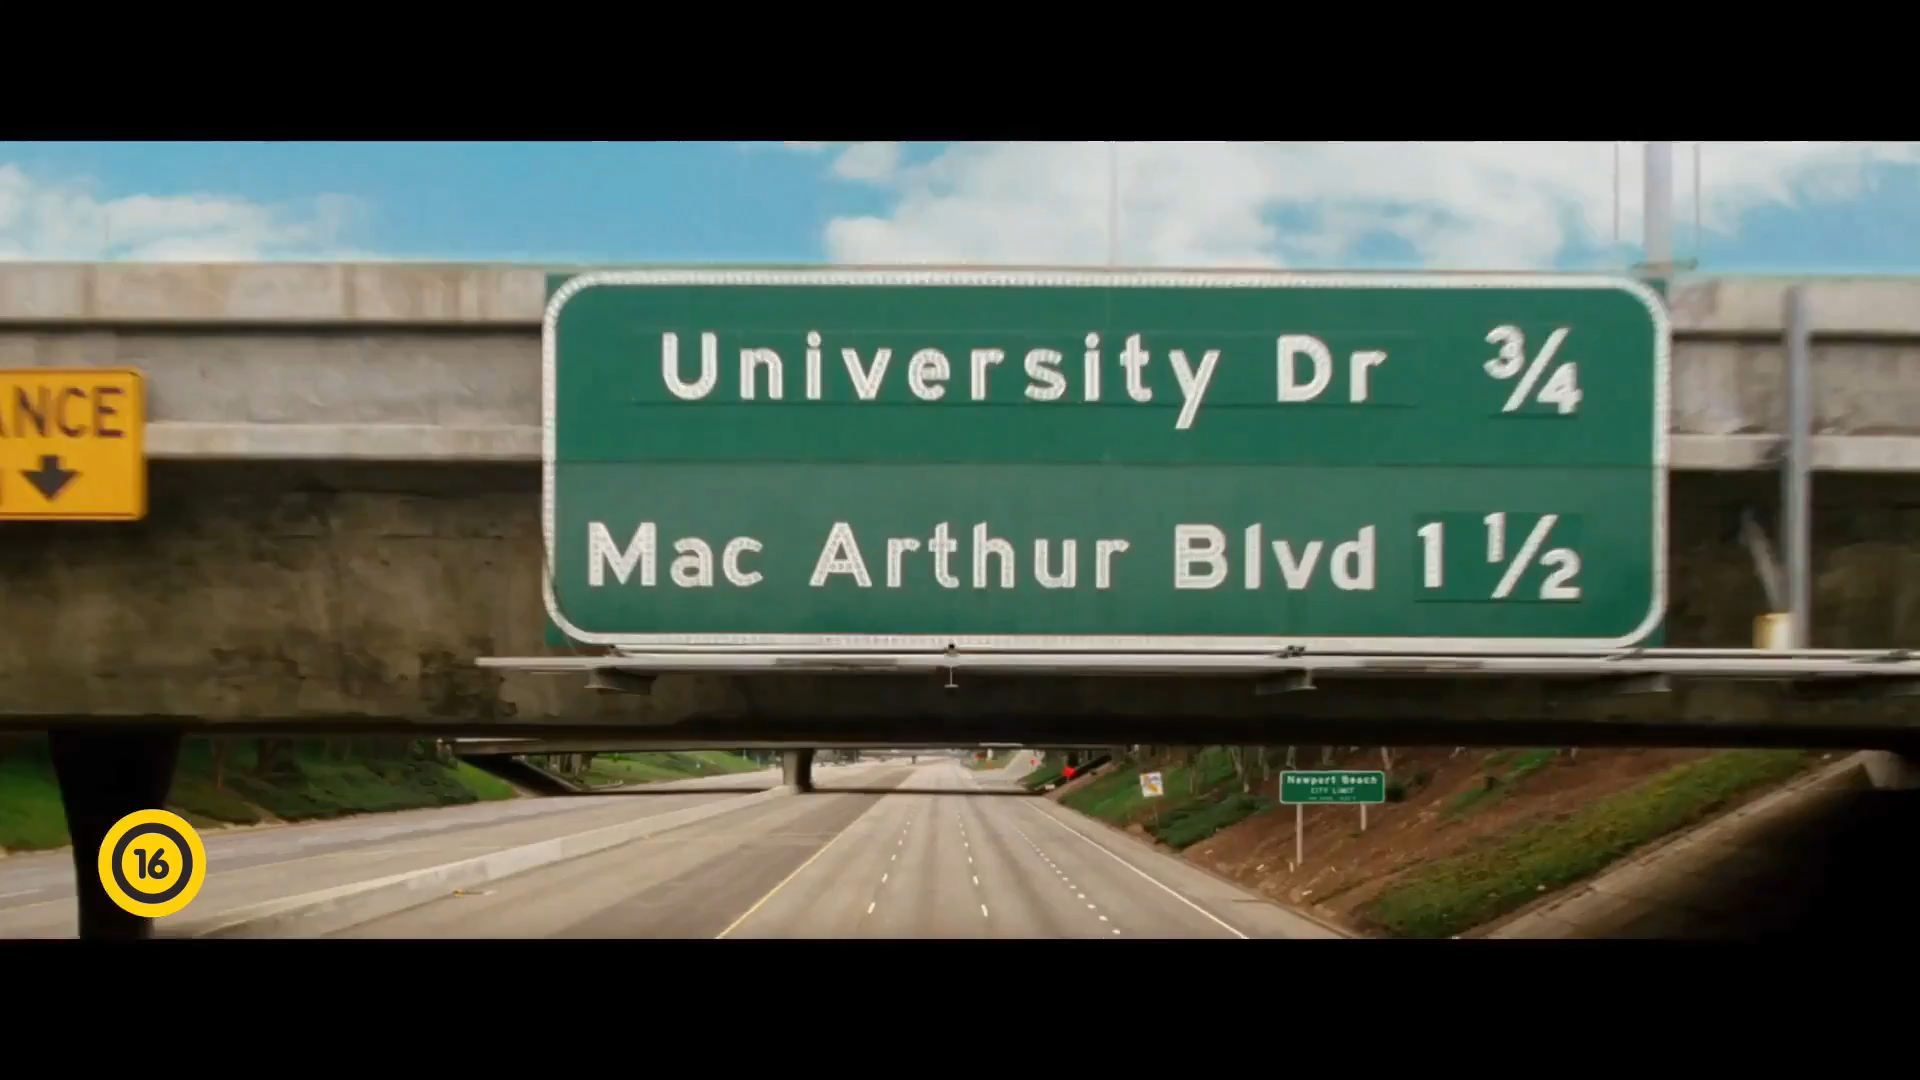 University Dr ¾
Mac Arthur Blvd 1 ½
ANCE
Newport Beach
CITY LIMIT
16